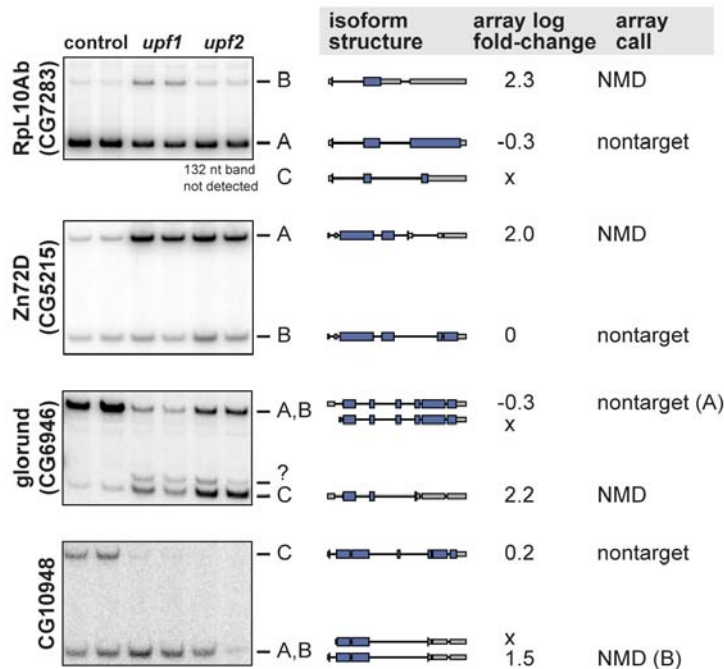 control upf1 upf2
isoform structure
array log fold-change
array call
RpL10Ab (CG7283)
B 2.3 NMD
A -0.3 nontarget
132 nt band
not detected
C x
Zn72D (CG5215)
A 2.0 NMD
B 0 nontarget
glorund (CG6946)
A,B -0.3 nontarget (A)
x
?
C 2.2 NMD
CG10948
C 0.2 nontarget
x
A,B 1.5 NMD (B)